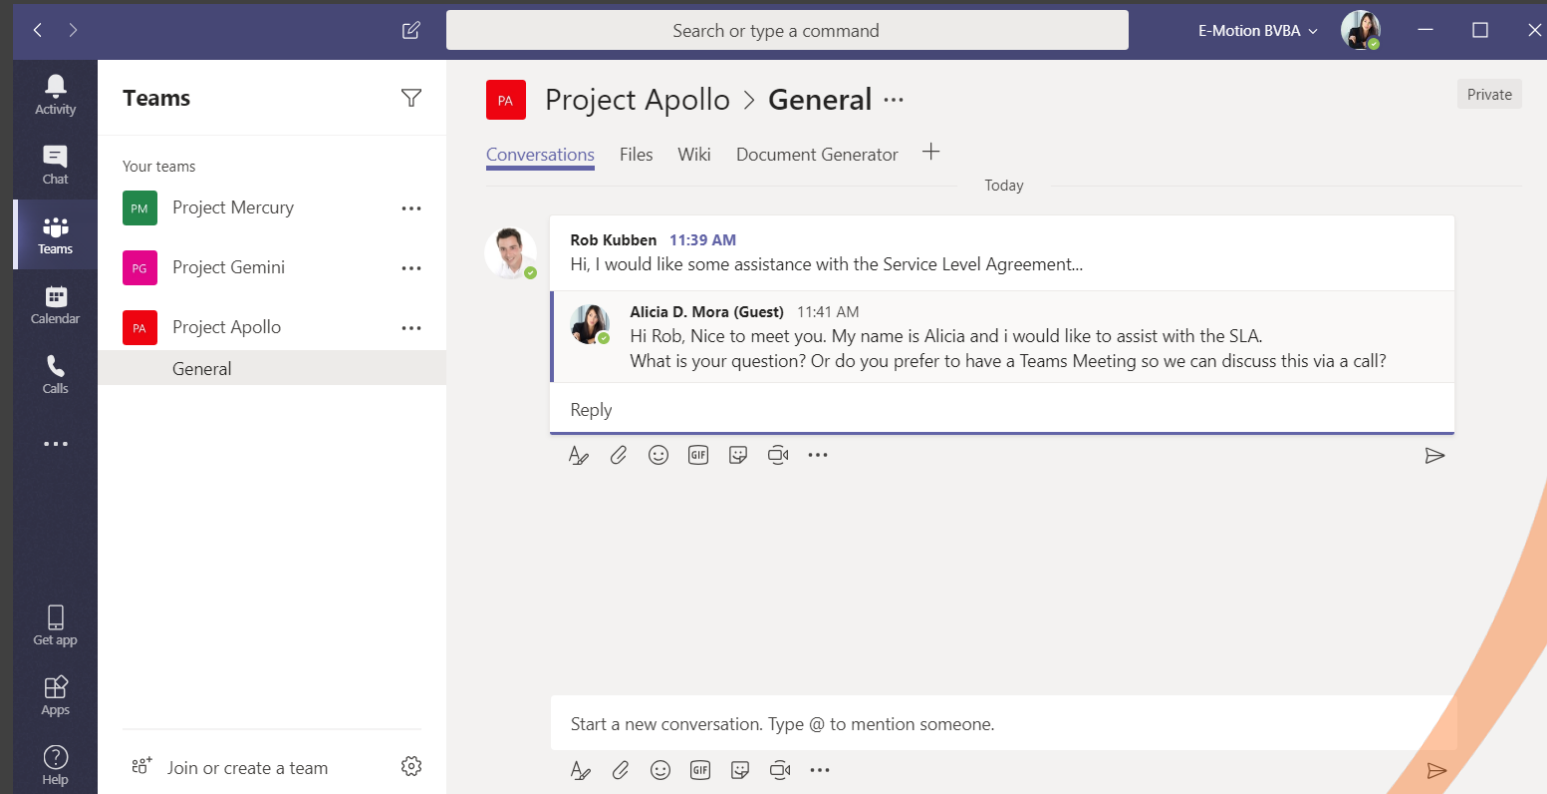 Search or type a command
E-Motion BVBA
Activity
Chat
Teams
Calendar
Calls
Get app
Apps
Help
Teams
Your teams
PM Project Mercury
PG Project Gemini
PA Project Apollo
General
Join or create a team
PA Project Apollo > General ...
Private
Conversations Files Wiki Document Generator +
Today
Rob Kubben 11:39 AM
Hi, I would like some assistance with the Service Level Agreement...
Alicia D. Mora (Guest) 11:41 AM
Hi Rob, Nice to meet you. My name is Alicia and i would like to assist with the SLA.
What is your question? Or do you prefer to have a Teams Meeting so we can discuss this via a call?
Reply
GIF
Start a new conversation. Type @ to mention someone.
GIF